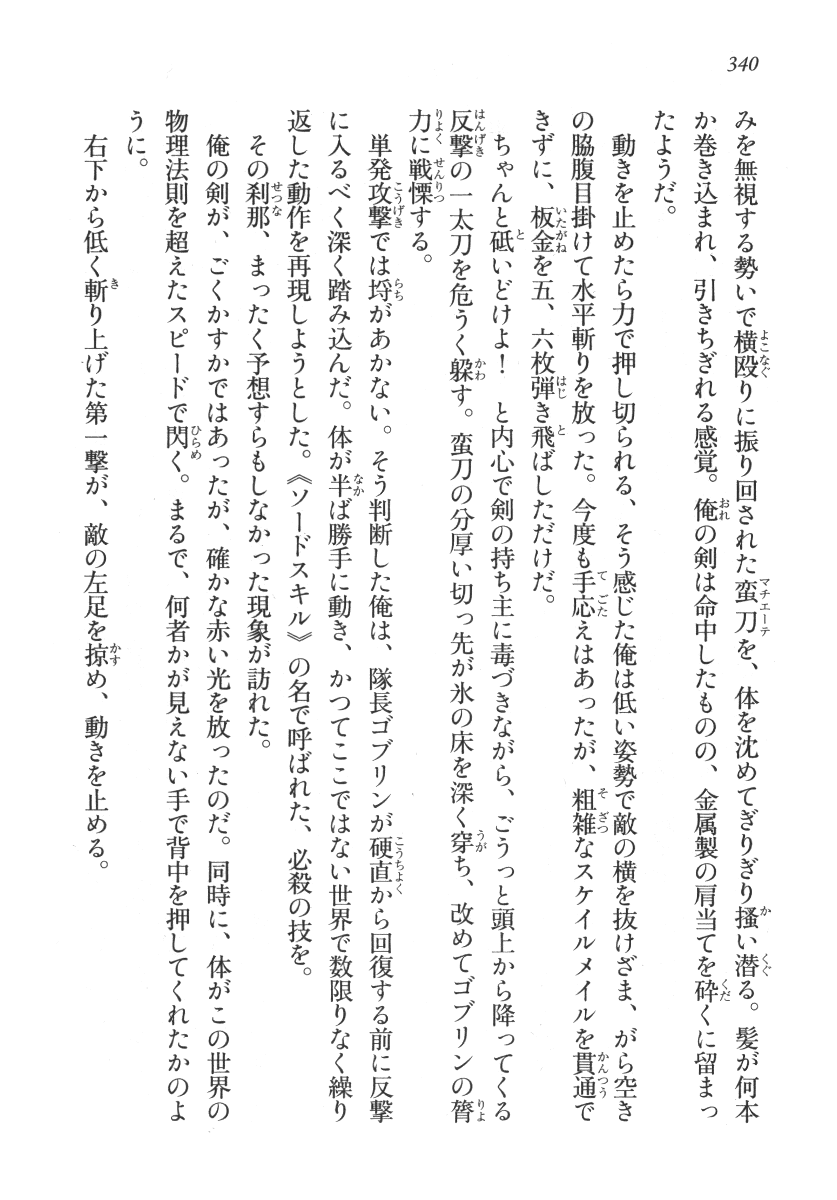 340
みを無視する勢いで横殴りに振り回された蛮刀を、体を沈めてぎりぎり掻い潜る。髪が何本
か巻き込まれ、引きちぎれる感覚。俺の剣は命中したものの、金属製の肩当てを砕くに留まっ
たようだ。
　動きを止めたら力で押し切られる、そう感じた俺は低い姿勢で敵の横を抜けざま、がら空き
の脇腹目掛けて水平斬りを放った。今度も手応えはあったが、粗雑なスケイルメイルを貫通で
きずに、板金を五、六枚弾き飛ばしただけだ。
　ちゃんと砥いどけよ！　と内心で剣の持ち主に毒づきながら、ごうっと頭上から降ってくる
反撃の一太刀を危うく躱す。蛮刀の分厚い切っ先が氷の床を深く穿ち、改めてゴブリンの膂
力に戦慄する。
　単発攻撃では埒があかない。そう判断した俺は、隊長ゴブリンが硬直から回復する前に反撃
に入るべく深く踏み込んだ。体が半ば勝手に動き、かつてここではない世界で数限りなく繰り
返した動作を再現しようとした。《ソードスキル》の名で呼ばれた、必殺の技を。
　その刹那、まったく予想すらもしなかった現象が訪れた。
　俺の剣が、ごくかすかではあったが、確かな赤い光を放ったのだ。同時に、体がこの世界の
物理法則を超えたスピードで閃く。まるで、何者かが見えない手で背中を押してくれたかのよ
うに。
　右下から低く斬り上げた第一撃が、敵の左足を掠め、動きを止める。